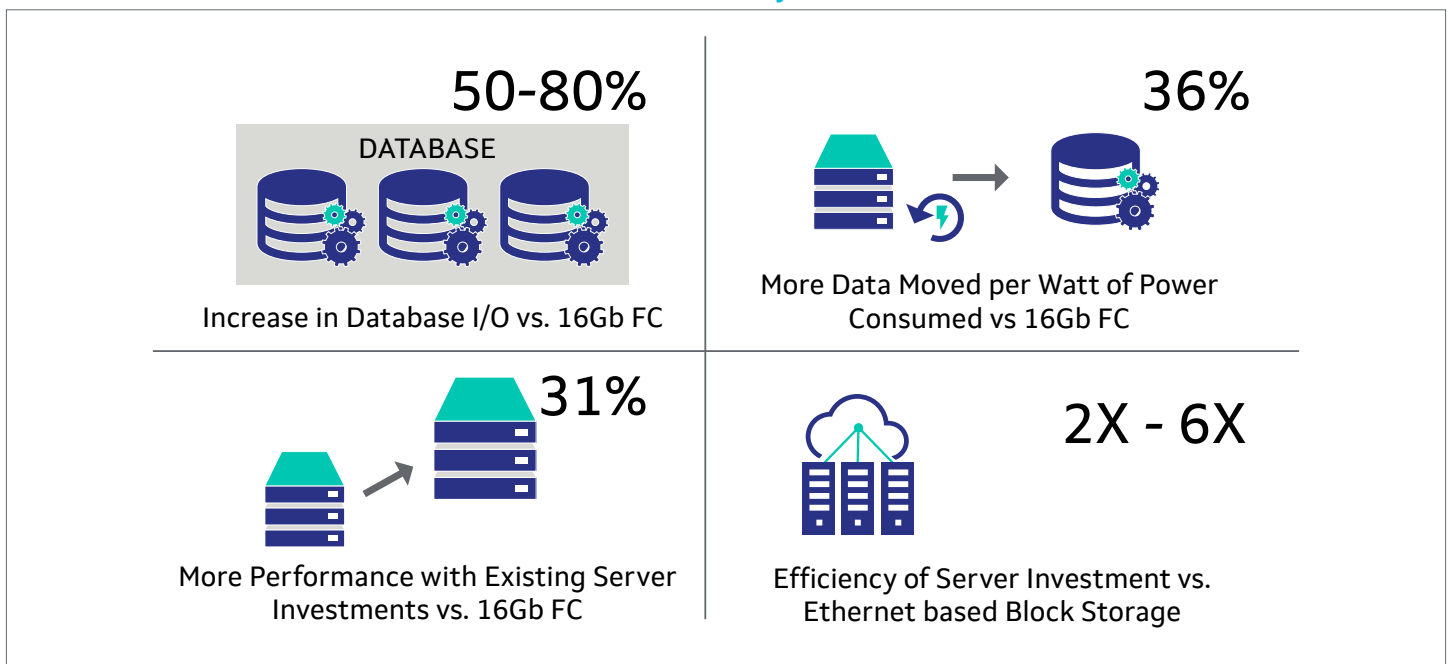 50-80%
DATABASE
Increase in Database I/O vs. 16Gb FC
36%
More Data Moved per Watt of Power
Consumed vs 16Gb FC
31%
More Performance with Existing Server
Investments vs. 16Gb FC
2X - 6X
Efficiency of Server Investment vs.
Ethernet based Block Storage